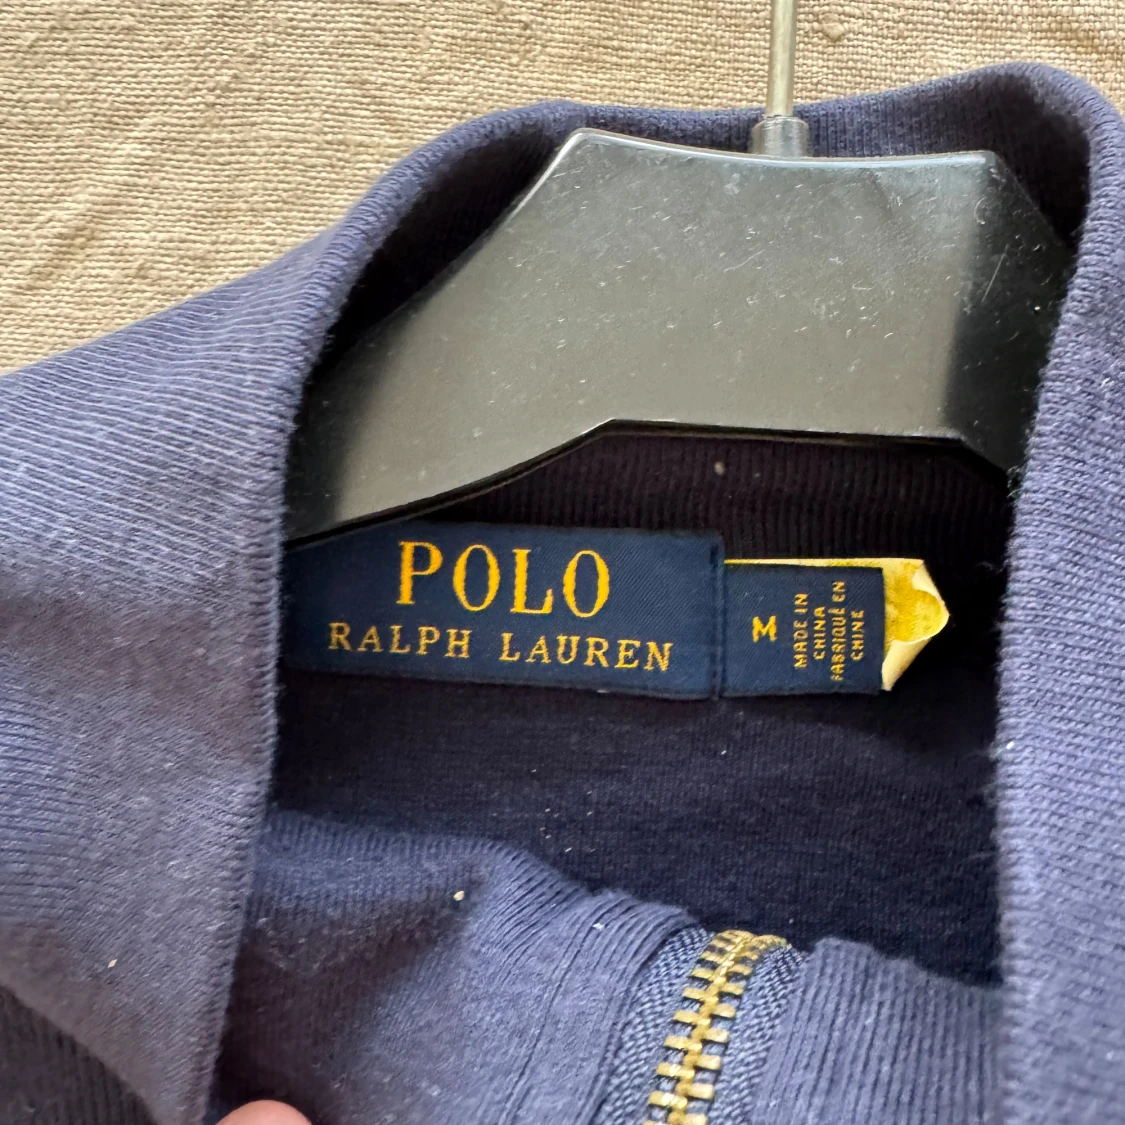 POLO
RALPH LAUREN
M
MADE IN
CHINA
FABRIQUÉ EN
CHINE